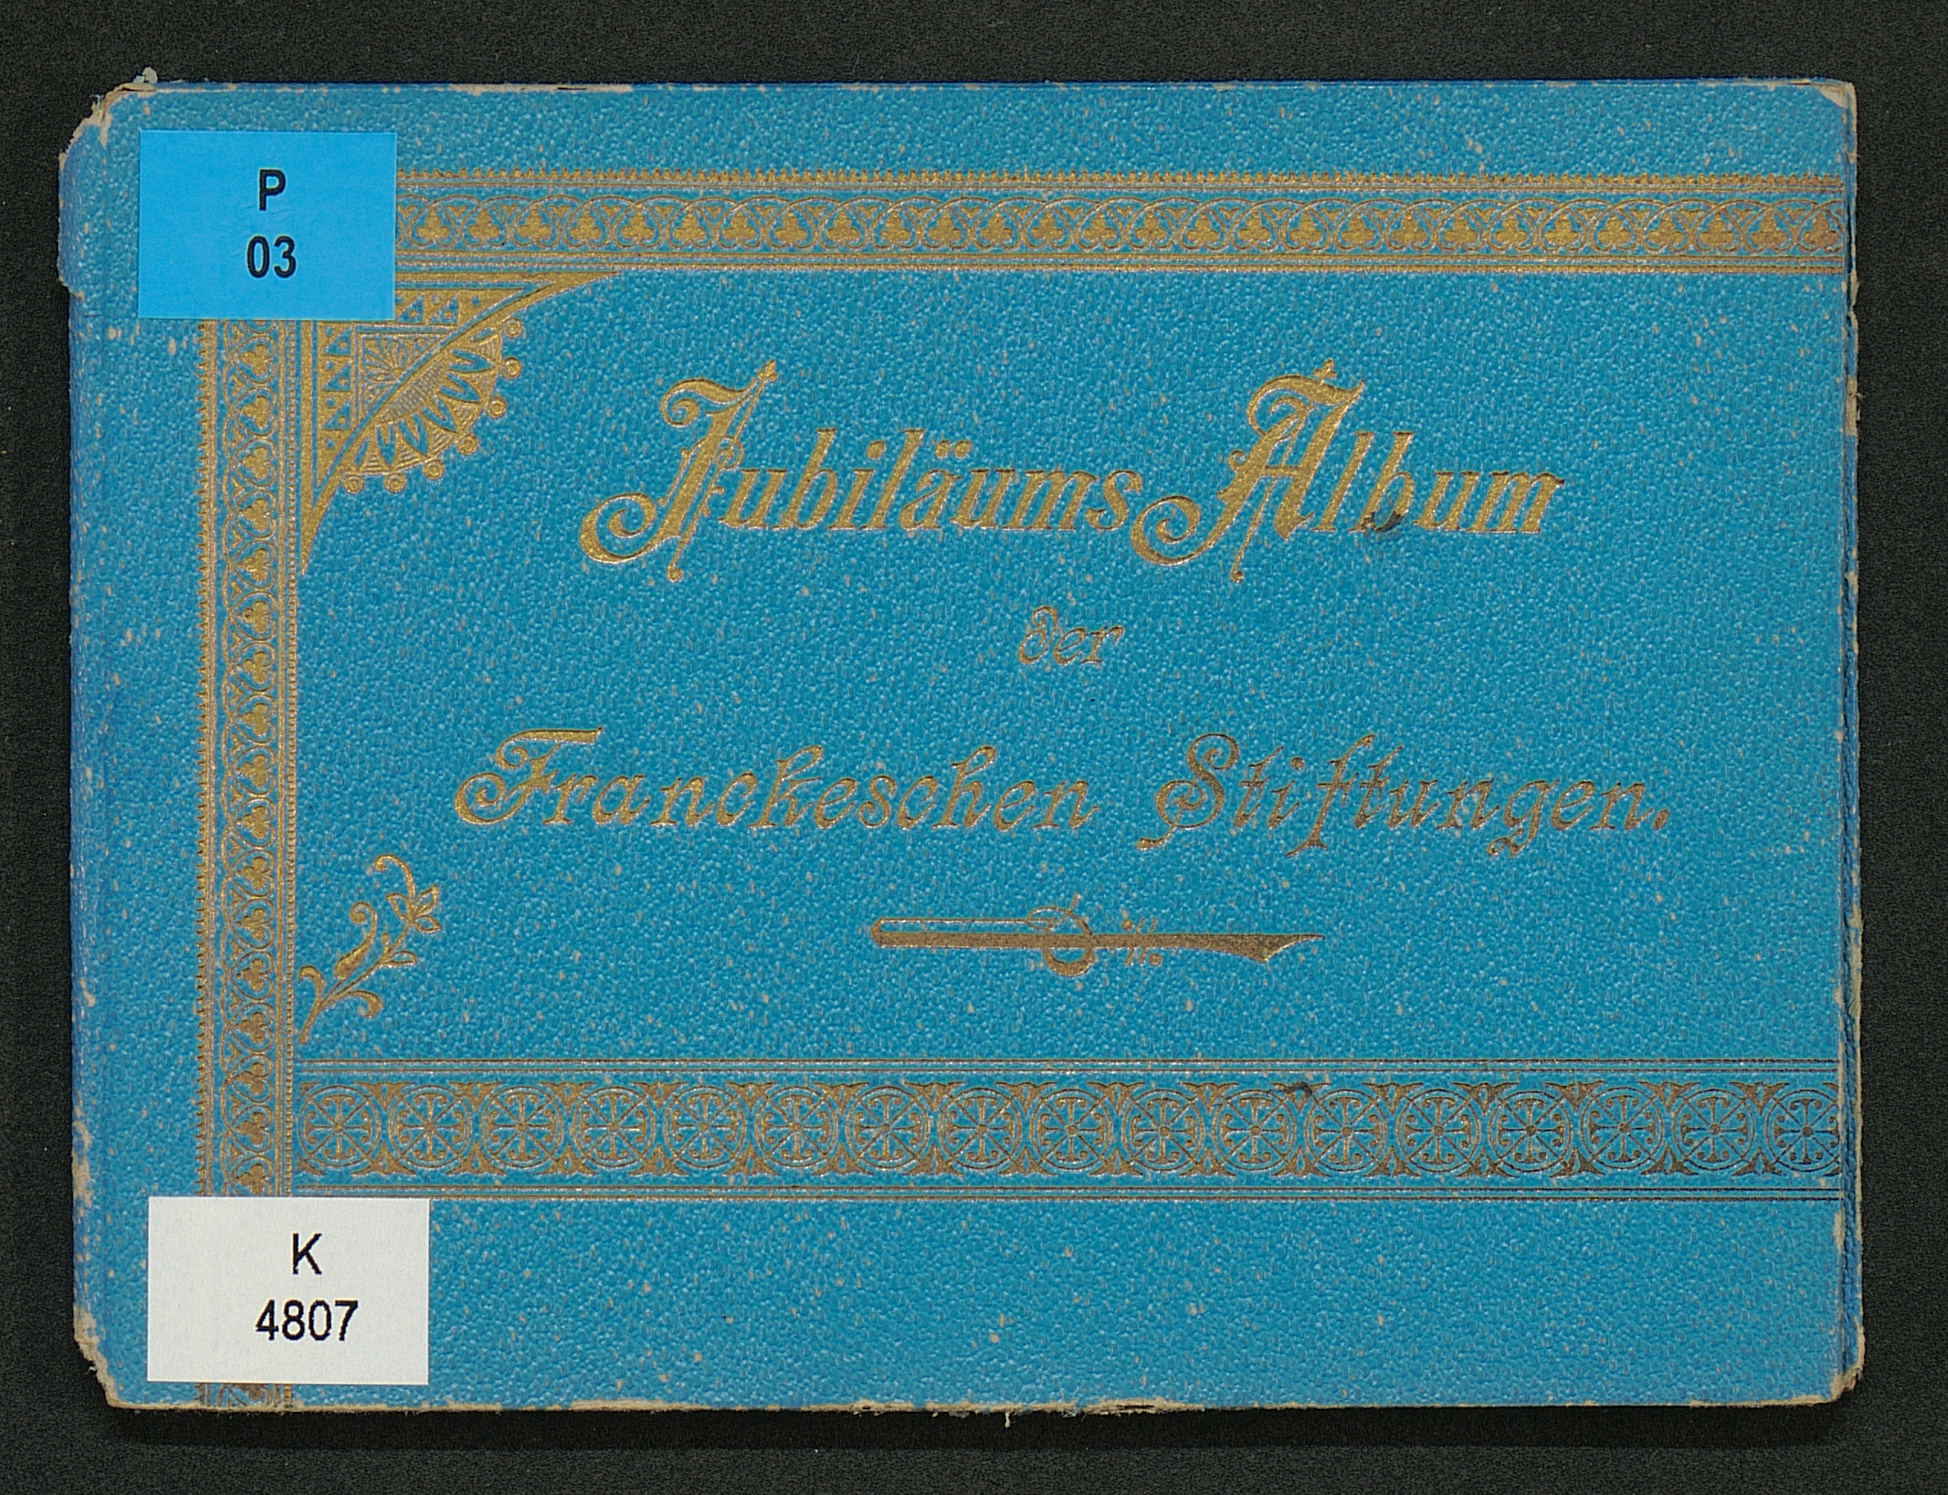 P
03
Jubiläums Album
der
Franckeschen Stiftungen.
K
4807